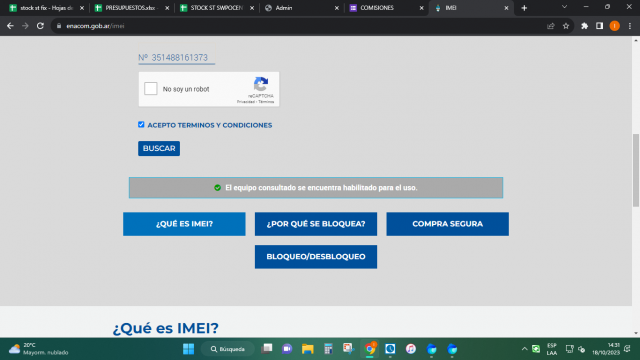 stock st fix - Hojas de
PRESUPUESTOS.xlsx
STOCK ST SWPOCENT
Admin
COMISIONES
IMEI
enacom.gob.ar/imei
Nº 351488161373
No soy un robot
reCAPTCHA
Privacidad - Términos
ACEPTO TERMINOS Y CONDICIONES
BUSCAR
El equipo consultado se encuentra habilitado para el uso.
¿QUÉ ES IMEI?
¿POR QUÉ SE BLOQUEA?
COMPRA SEGURA
BLOQUEO/DESBLOQUEO
¿Qué es IMEI?
20°C
Mayorm. nublado
Búsqueda
ESP
LAA
14:31
18/10/2023